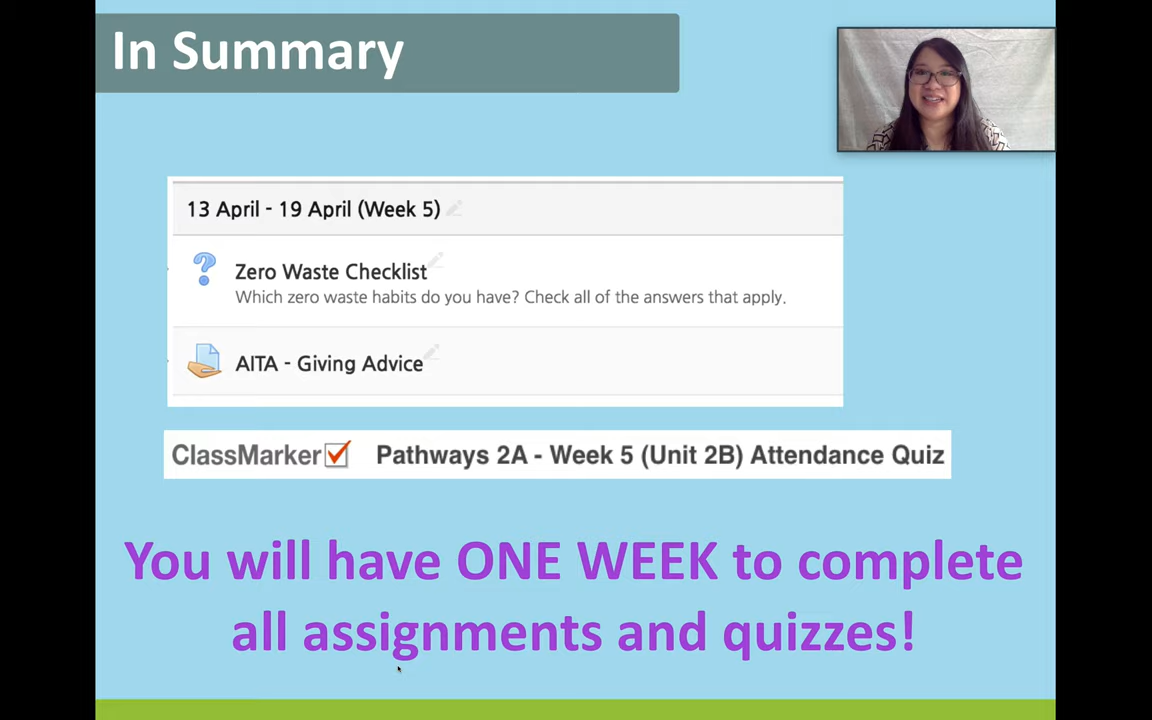 In Summary
13 April - 19 April (Week 5)
Zero Waste Checklist
Which zero waste habits do you have? Check all of the answers that apply.
AITA - Giving Advice
ClassMarker Pathways 2A - Week 5 (Unit 2B) Attendance Quiz
You will have ONE WEEK to complete
all assignments and quizzes!